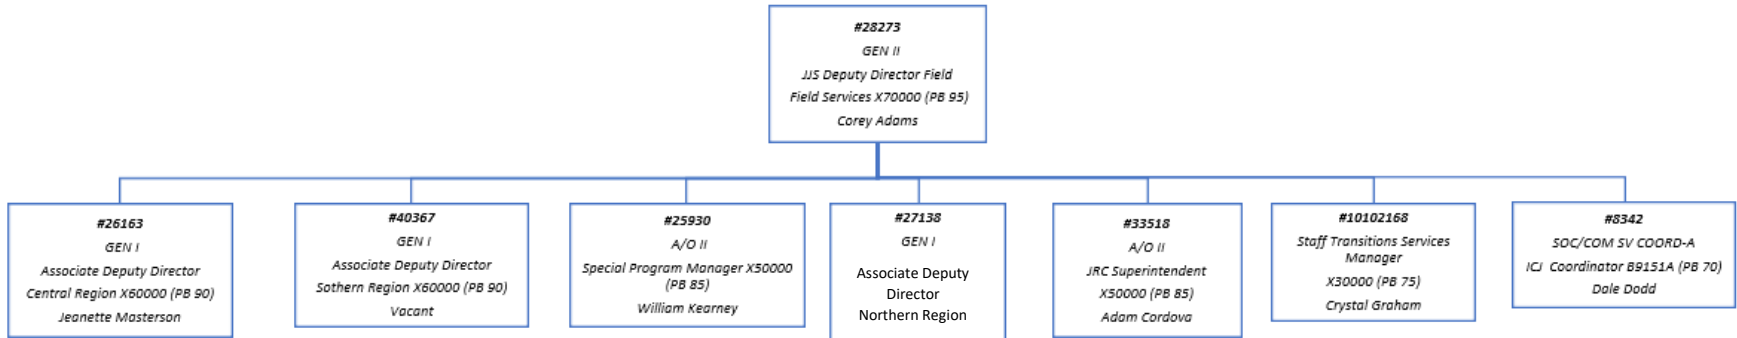 #28273
GEN II
JJS Deputy Director Field
Field Services X70000 (PB 95)
Corey Adams
#26163
GEN I
Associate Deputy Director
Central Region X60000 (PB 90)
Jeanette Masterson
#40367
GEN I
Associate Deputy Director
Sothern Region X60000 (PB 90)
Vacant
#25930
A/O II
Special Program Manager X50000
(PB 85)
William Kearney
#27138
GEN I
Associate Deputy
Director
Northern Region
#33518
A/O II
JRC Superintendent
X50000 (PB 85)
Adam Cordova
#10102168
Staff Transitions Services
Manager
X30000 (PB 75)
Crystal Graham
#8342
SOC/COM SV COORD-A
ICJ Coordinator B9151A (PB 70)
Dale Dodd